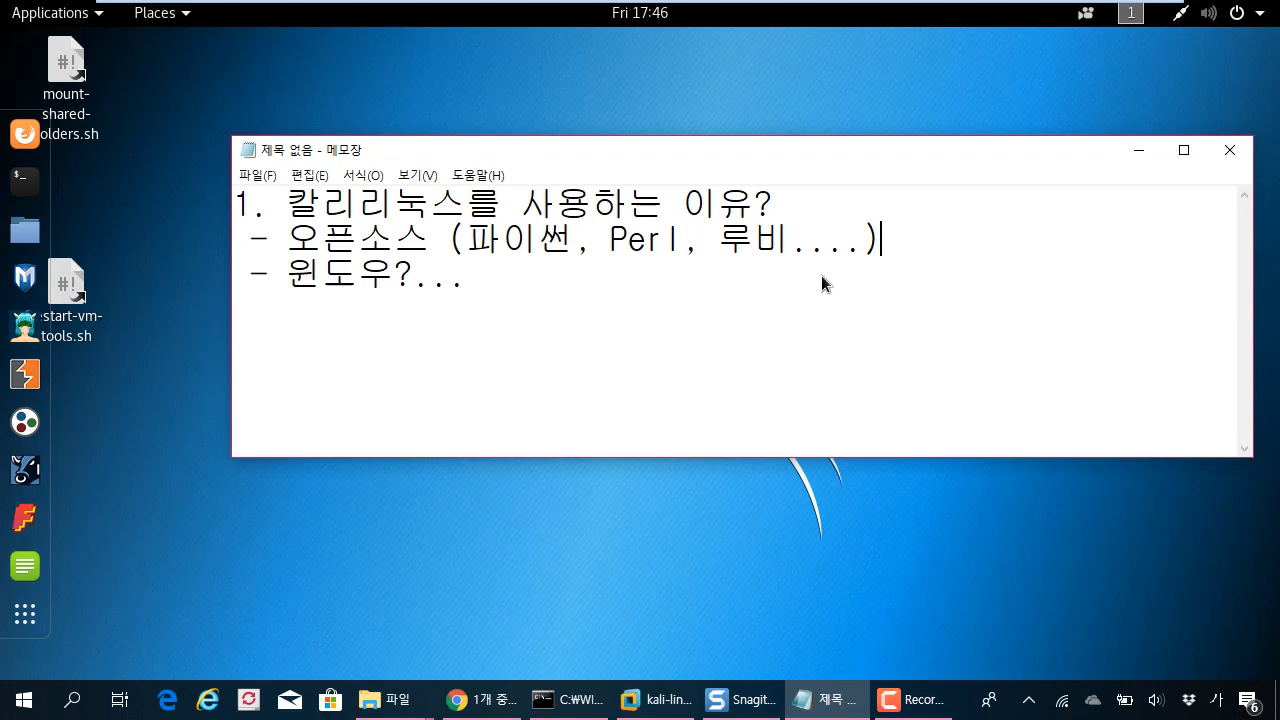 Applications
Places
Fri 17:46
1
mount-
shared-
olders.sh
start-vm-
tools.sh
제목 없음 - 메모장
파일(F) 편집(E) 서식(O) 보기(V) 도움말(H)
1. 칼리리눅스를 사용하는 이유?
- 오픈소스 (파이썬, Perl, 루비....)
- 윈도우?...
파일
1개 중...
C:₩WI...
kali-lin...
Snagit...
제목 ...
Recor...
가
6